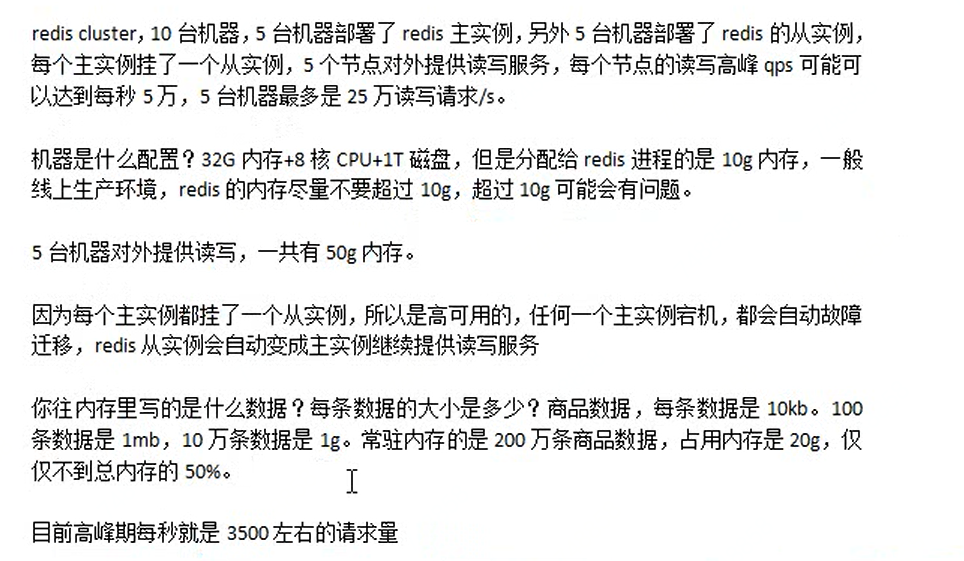 redis cluster，10 台机器，5 台机器部署了 redis 主实例，另外 5 台机器部署了 redis 的从实例，
每个主实例挂了一个从实例，5 个节点对外提供读写服务，每个节点的读写高峰 qps 可能可
以达到每秒 5 万，5 台机器最多是 25 万读写请求/s。
机器是什么配置？32G 内存+8 核 CPU+1T 磁盘，但是分配给 redis 进程的是 10g 内存，一般
线上生产环境，redis 的内存尽量不要超过 10g，超过 10g 可能会有问题。
5 台机器对外提供读写，一共有 50g 内存。
因为每个主实例都挂了一个从实例，所以是高可用的，任何一个主实例宕机，都会自动故障
迁移，redis 从实例会自动变成主实例继续提供读写服务
你往内存里写的是什么数据？每条数据的大小是多少？商品数据，每条数据是 10kb。100
条数据是 1mb，10 万条数据是 1g。常驻内存的是 200 万条商品数据，占用内存是 20g，仅
仅不到总内存的 50%。
目前高峰期每秒就是 3500 左右的请求量